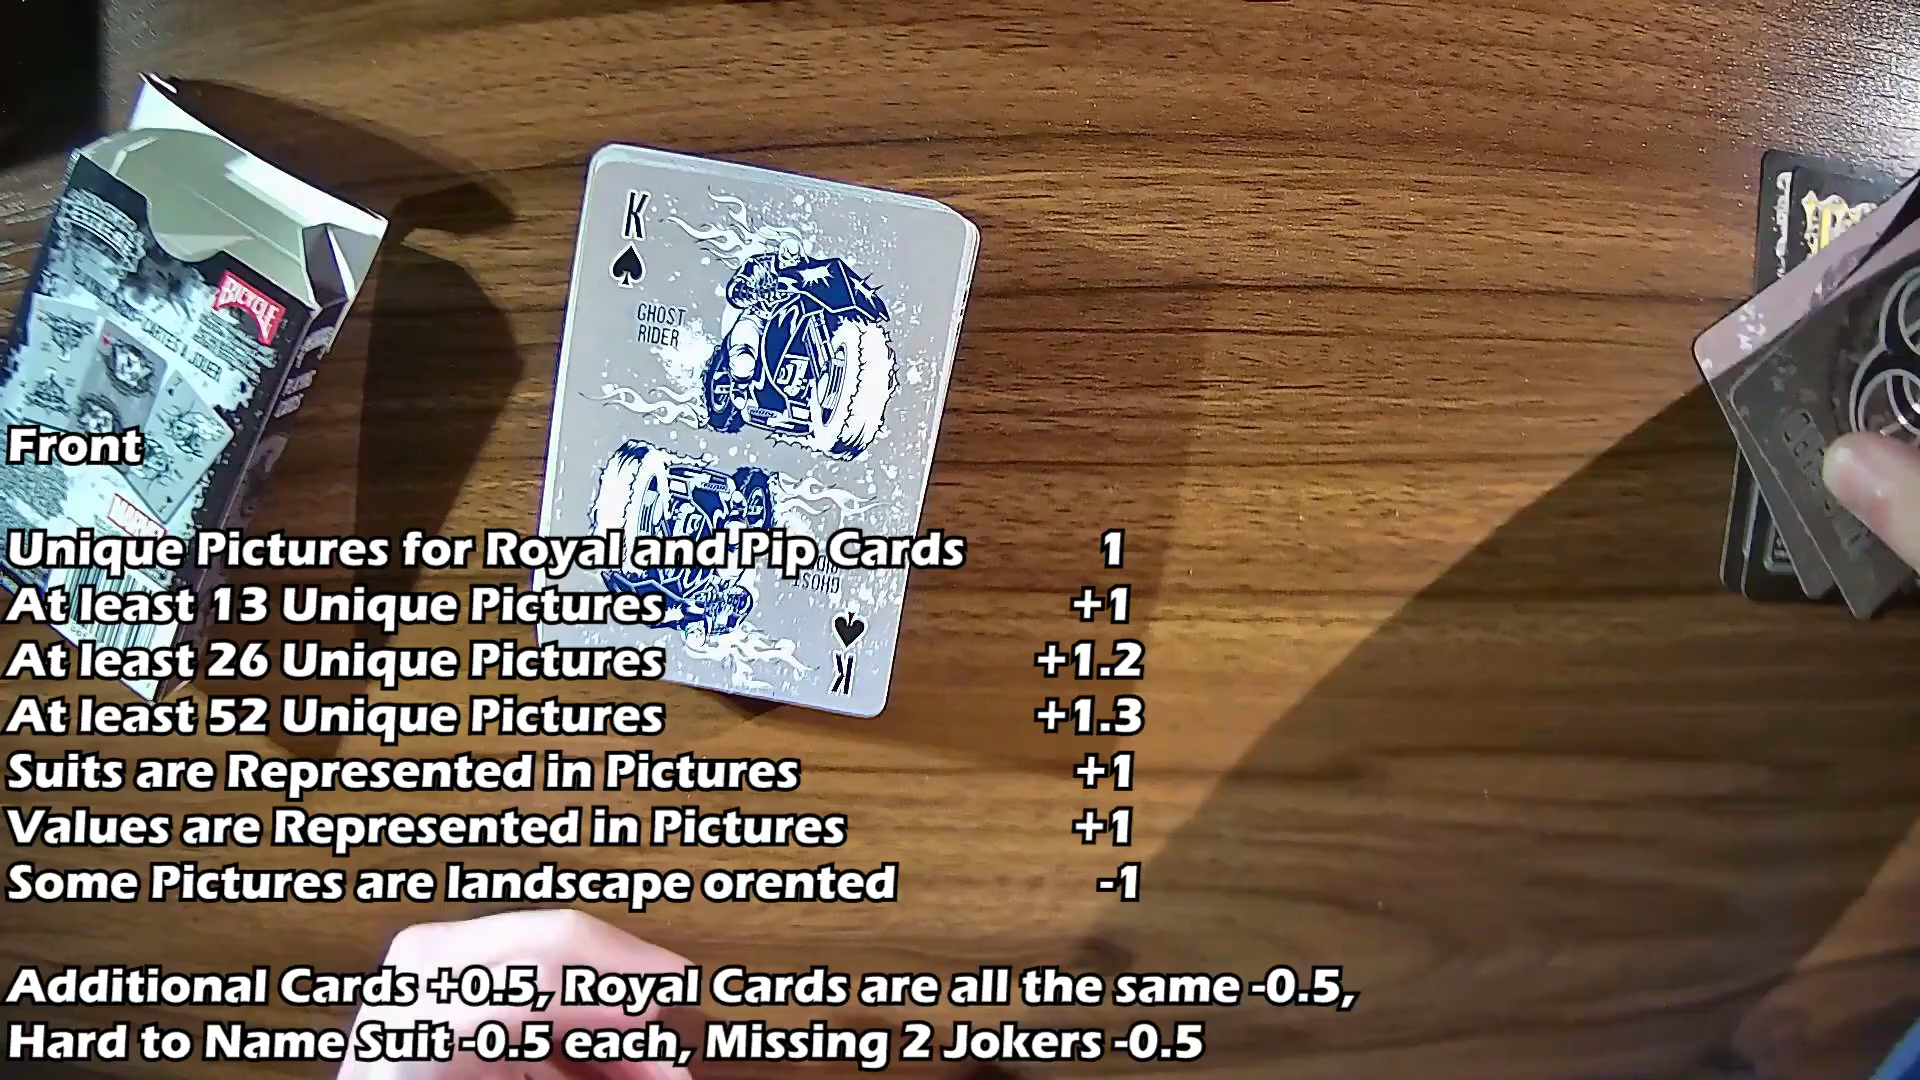 BICYCLE
K
GHOST
RIDER
MARVEL
Front
Unique Pictures for Royal and Pip Cards 1
At least 13 Unique Pictures +1
At least 26 Unique Pictures +1.2
At least 52 Unique Pictures +1.3
Suits are Represented in Pictures +1
Values are Represented in Pictures +1
Some Pictures are landscape orented -1
GHOST
K
Additional Cards +0.5, Royal Cards are all the same -0.5,
Hard to Name Suit -0.5 each, Missing 2 Jokers -0.5